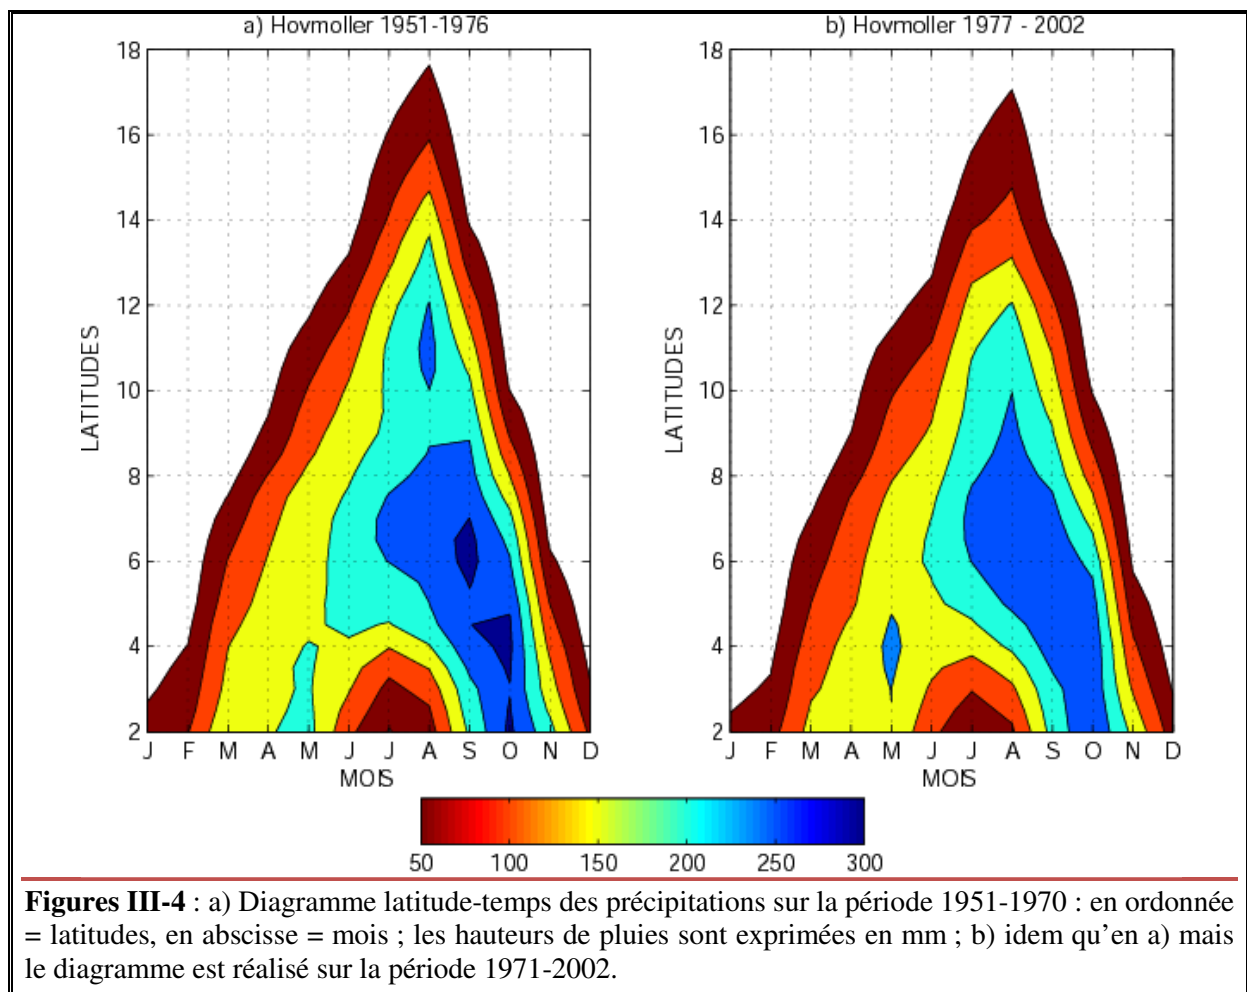 a) Hovmoller 1951-1976
18
16
14
12
10
8
6
4
2
LATITUDES
J F M A M J J A S O N D
MOIS
b) Hovmoller 1977 - 2002
18
16
14
12
10
8
6
4
2
LATITUDES
J F M A M J J A S O N D
MOIS
50 100 150 200 250 300
Figures III-4 : a) Diagramme latitude-temps des précipitations sur la période 1951-1970 : en ordonnée
= latitudes, en abscisse = mois ; les hauteurs de pluies sont exprimées en mm ; b) idem qu'en a) mais
le diagramme est réalisé sur la période 1971-2002.